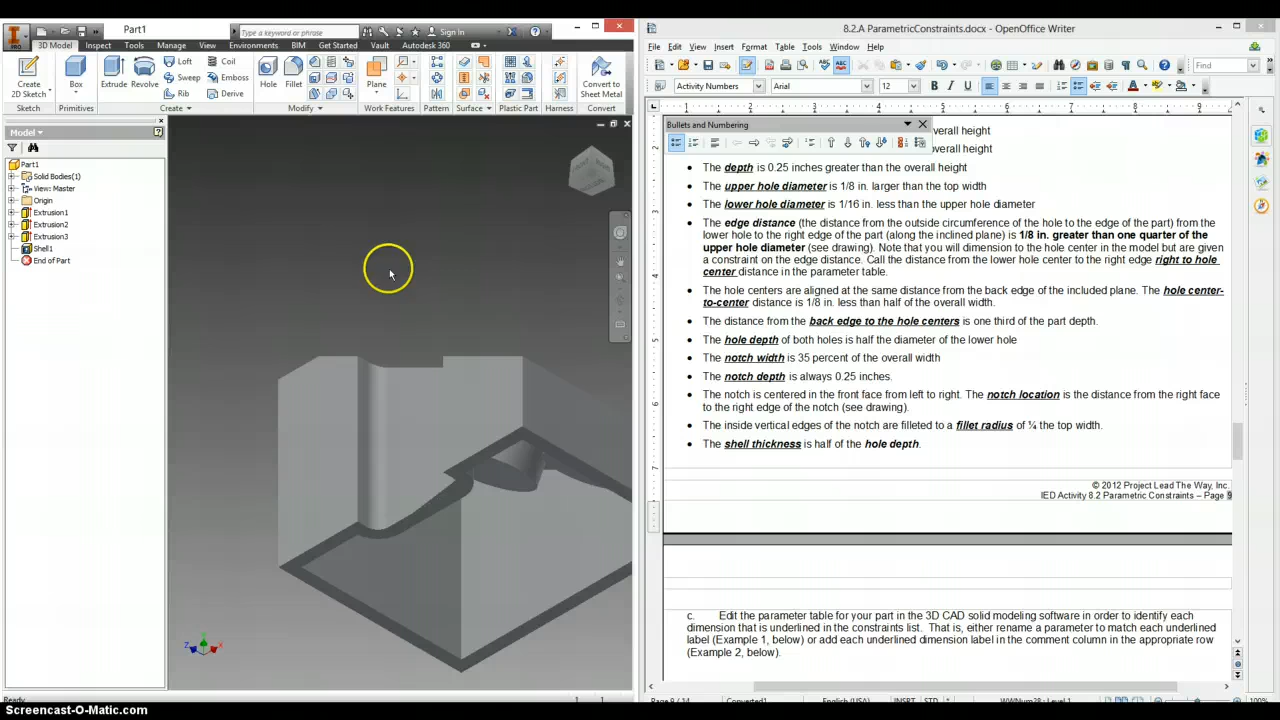 Part1
Type a keyword or phrase
Sign In
8.2.A ParametricConstraints.docx - OpenOffice Writer
PRO
3D Model Inspect Tools Manage View Environments BIM Get Started Vault Autodesk 360
File Edit View Insert Format Table Tools Window Help
Create
2D Sketch
Box
Extrude
Revolve
Loft
Sweep
Rib
Coil
Emboss
Derive
Hole
Fillet
Plane
Convert to
Sheet Metal
Find
Activity Numbers
Arial
12
Sketch Primitives Create Modify Work Features Pattern Surface Plastic Part Harness Convert
Model
Part1
Solid Bodies(1)
View: Master
Origin
Extrusion1
Extrusion2
Extrusion3
Shell1
End of Part
Bullets and Numbering
overall height
overall height
• The depth is 0.25 inches greater than the overall height
• The upper hole diameter is 1/8 in. larger than the top width
• The lower hole diameter is 1/16 in. less than the upper hole diameter
• The edge distance (the distance from the outside circumference of the hole to the edge of the part) from the
lower hole to the right edge of the part (along the inclined plane) is 1/8 in. greater than one quarter of the
upper hole diameter (see drawing). Note that you will dimension to the hole center in the model but are given
a constraint on the edge distance. Call the distance from the lower hole center to the right edge right to hole
center distance in the parameter table.
• The hole centers are aligned at the same distance from the back edge of the included plane. The hole center-
to-center distance is 1/8 in. less than half of the overall width.
• The distance from the back edge to the hole centers is one third of the part depth.
• The hole depth of both holes is half the diameter of the lower hole
• The notch width is 35 percent of the overall width
• The notch depth is always 0.25 inches.
• The notch is centered in the front face from left to right. The notch location is the distance from the right face
to the right edge of the notch (see drawing).
• The inside vertical edges of the notch are filleted to a fillet radius of ¼ the top width.
• The shell thickness is half of the hole depth.
© 2012 Project Lead The Way, Inc.
IED Activity 8.2 Parametric Constraints – Page 9
c. Edit the parameter table for your part in the 3D CAD solid modeling software in order to identify each
dimension that is underlined in the constraints list. That is, either rename a parameter to match each underlined
label (Example 1, below) or add each underlined dimension label in the comment column in the appropriate row
(Example 2, below).
Ready
1 1
Page 9 / 14 Converted1 English (USA) INSRT STD WWNum28 : Level 1 100%
Screencast-O-Matic.com